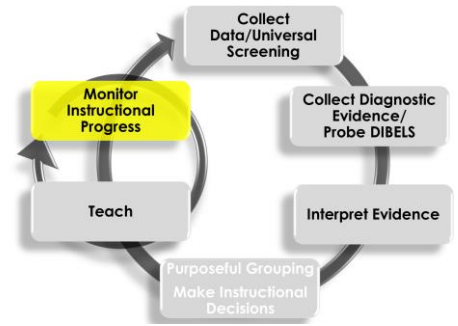 Collect
Data/Universal
Screening
Monitor
Instructional
Progress
Collect Diagnostic
Evidence/
Probe DIBELS
Teach
Interpret Evidence
Purposeful Grouping
Make Instructional
Decisions